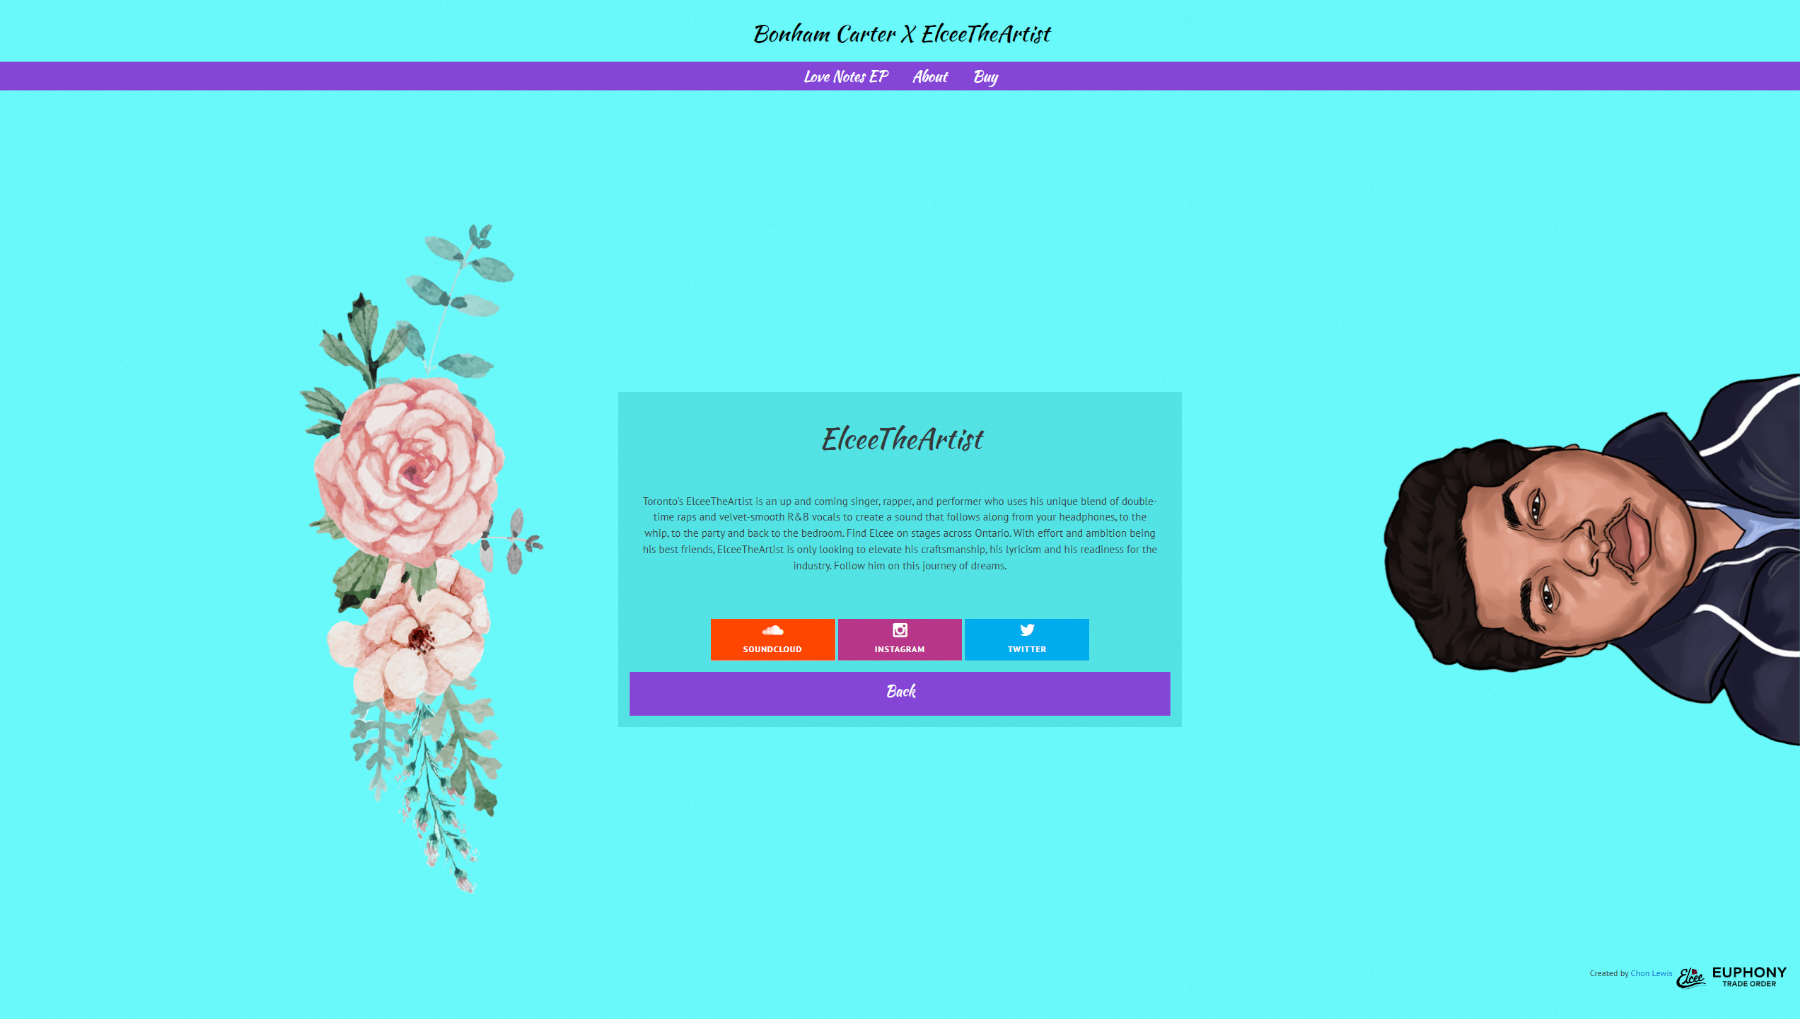 Bonham Carter X ElceeTheArtist
Love Notes EP About Buy
ElceeTheArtist
Toronto's ElceeTheArtist is an up and coming singer, rapper, and performer who uses his unique blend of double-
time raps and velvet-smooth R&B vocals to create a sound that follows along from your headphones, to the
whip, to the party and back to the bedroom. Find Elcee on stages across Ontario. With effort and ambition being
his best friends, ElceeTheArtist is only looking to elevate his craftsmanship, his lyricism and his readiness for the
industry. Follow him on this journey of dreams.
SOUNDCLOUD INSTAGRAM TWITTER
Back
Created by Chon Lewis Elcee EUPHONY
TRADE ORDER